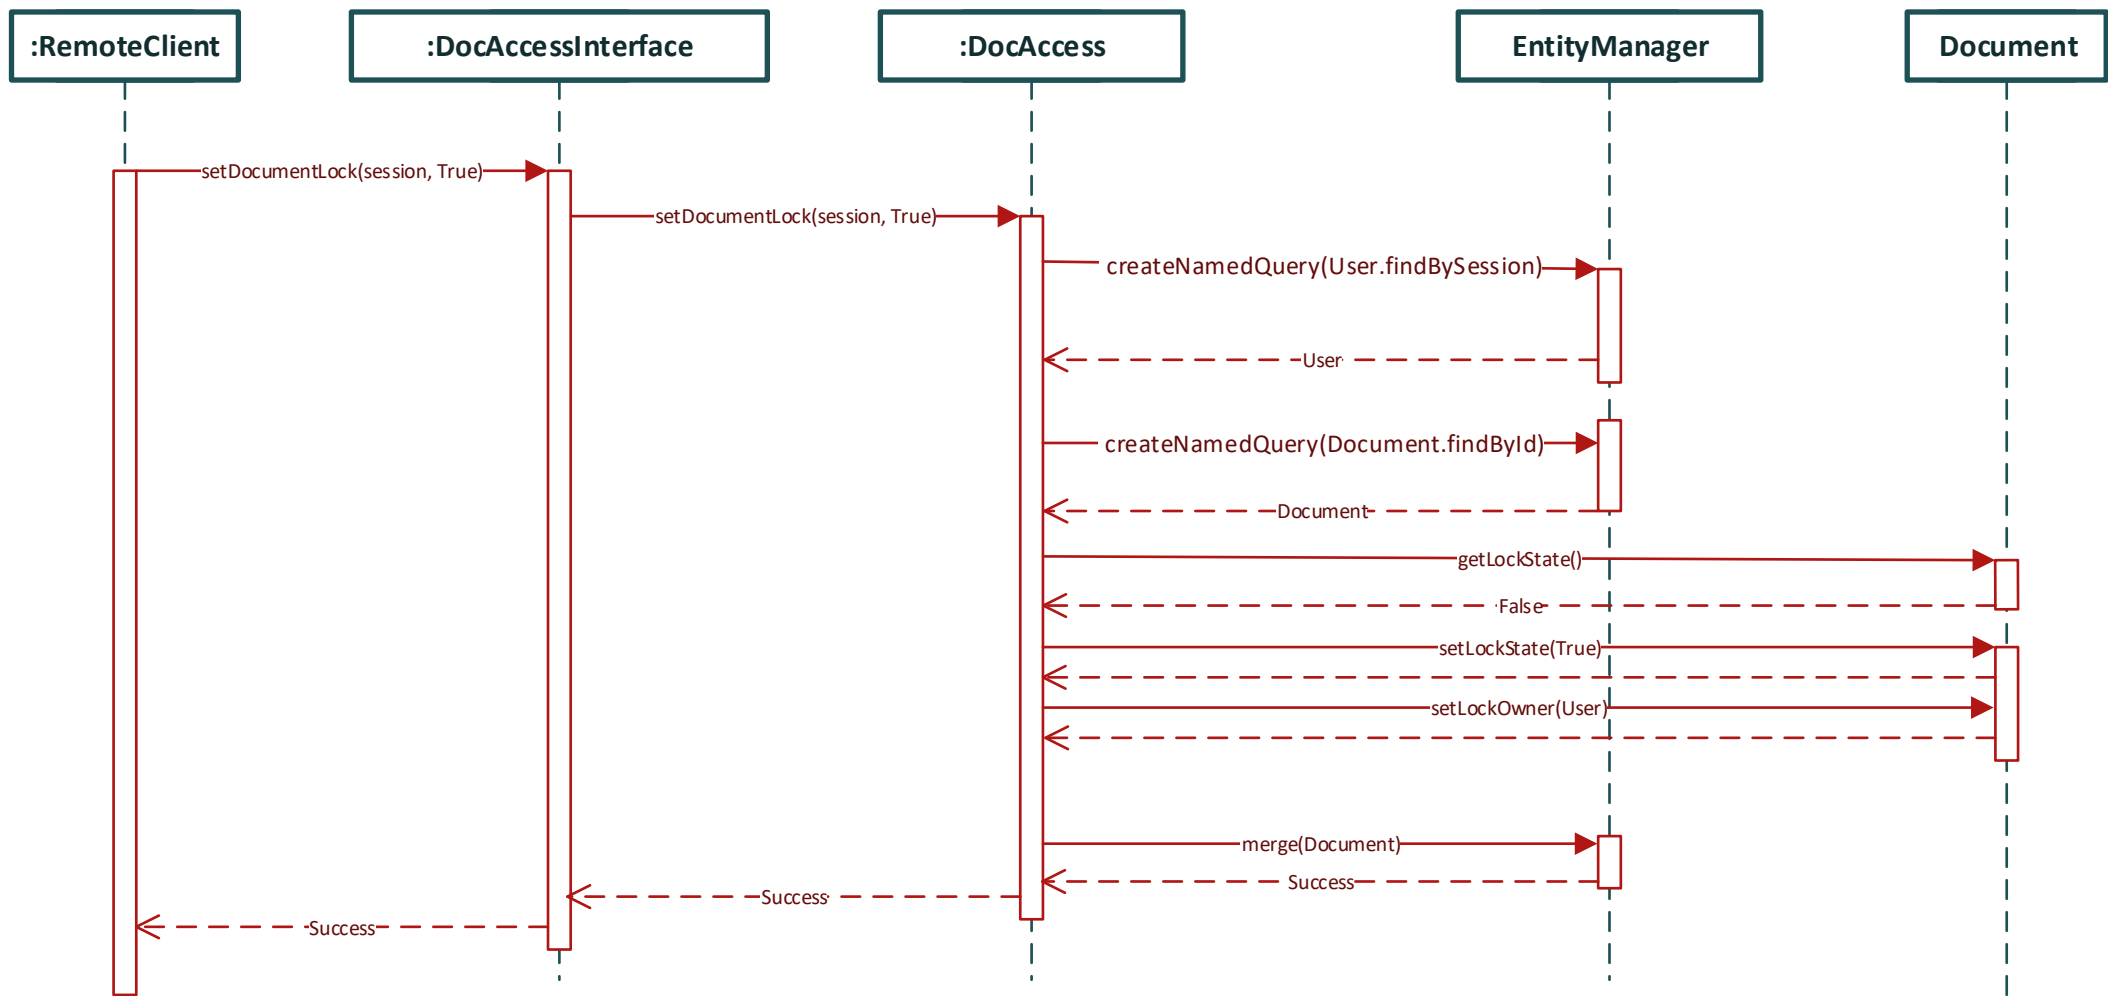 :RemoteClient
:DocAccessInterface
:DocAccess
EntityManager
Document
setDocumentLock(session, True)
setDocumentLock(session, True)
createNamedQuery(User.findBySession)
User
createNamedQuery(Document.findById)
Document
getLockState()
False
setLockState(True)
setLockOwner(User)
merge(Document)
Success
Success
Success